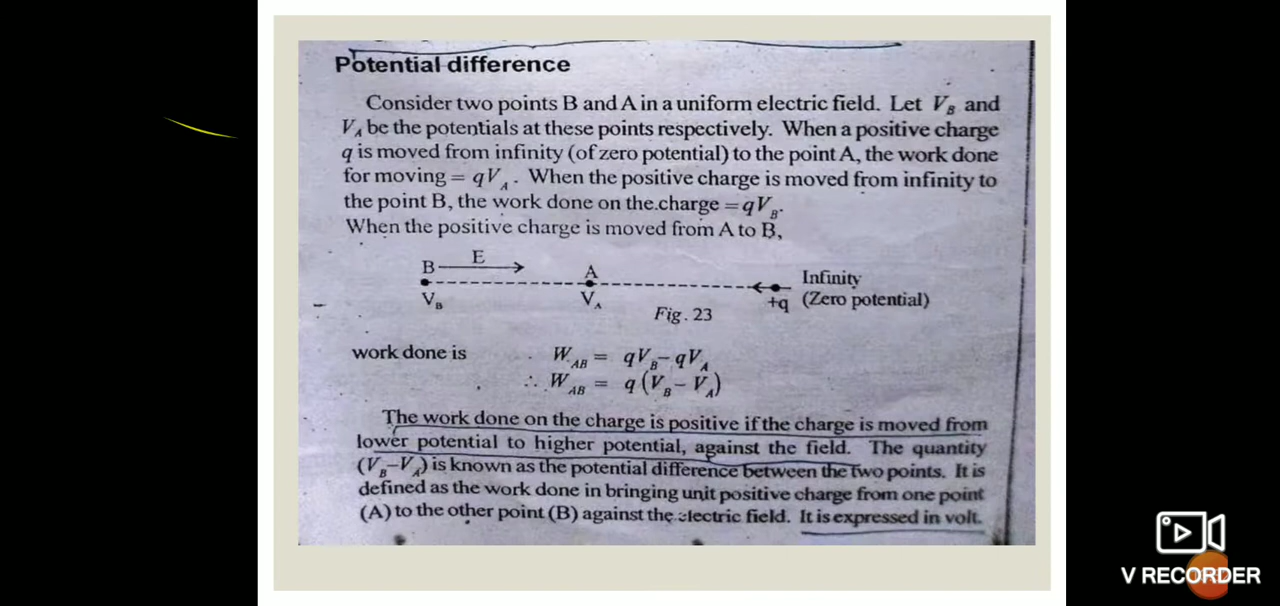 Potential difference
Consider two points B and A in a uniform electric field. Let V_B and
V_A be the potentials at these points respectively. When a positive charge
q is moved from infinity (of zero potential) to the point A, the work done
for moving = qV_A. When the positive charge is moved from infinity to
the point B, the work done on the charge = qV_B.
When the positive charge is moved from A to B,
B E A Infinity
V_B V_A +q (Zero potential)
Fig. 23
work done is W_AB = qV_B - qV_A
∴ W_AB = q (V_B - V_A)
The work done on the charge is positive if the charge is moved from
lower potential to higher potential, against the field. The quantity
(V_B-V_A) is known as the potential difference between the two points. It is
defined as the work done in bringing unit positive charge from one point
(A) to the other point (B) against the electric field. It is expressed in volt.
V RECORDER